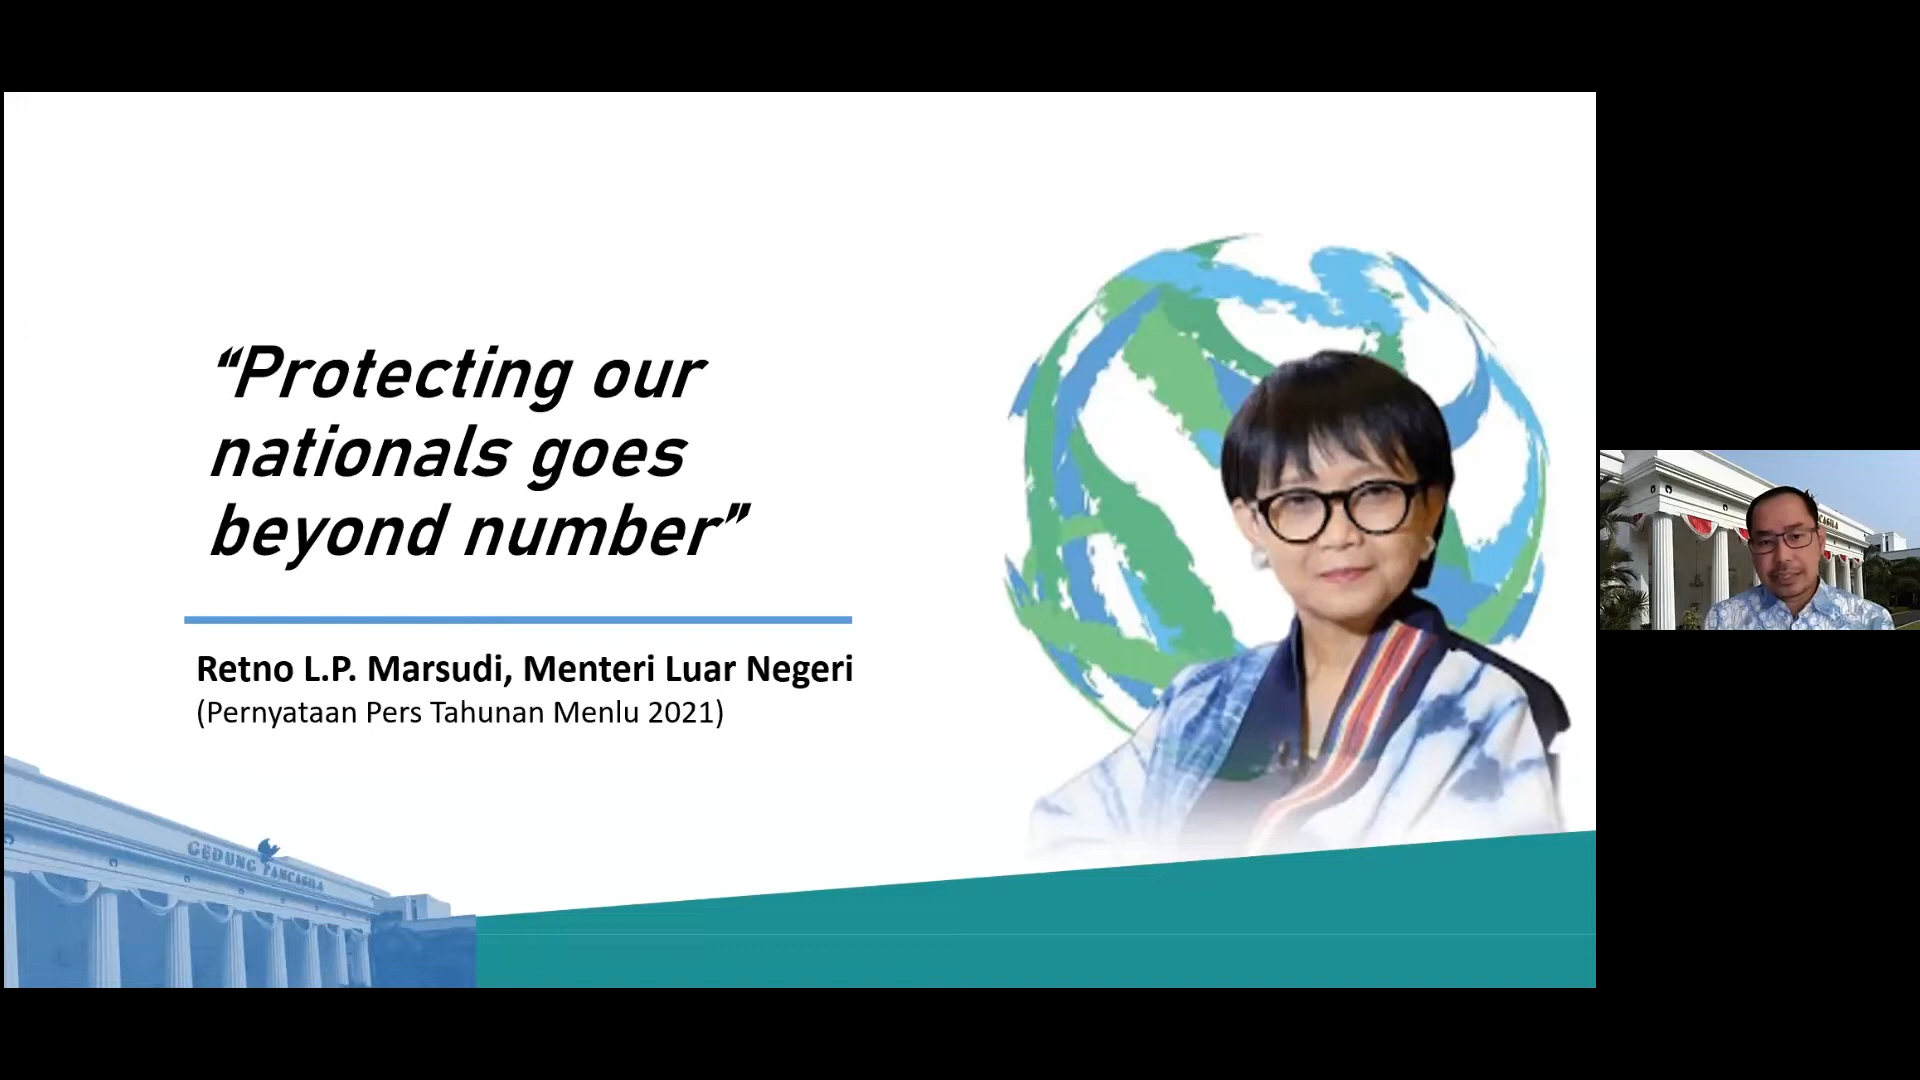 “Protecting our
nationals goes
beyond number”
Retno L.P. Marsudi, Menteri Luar Negeri
(Pernyataan Pers Tahunan Menlu 2021)
GEDUNG PANCASILA